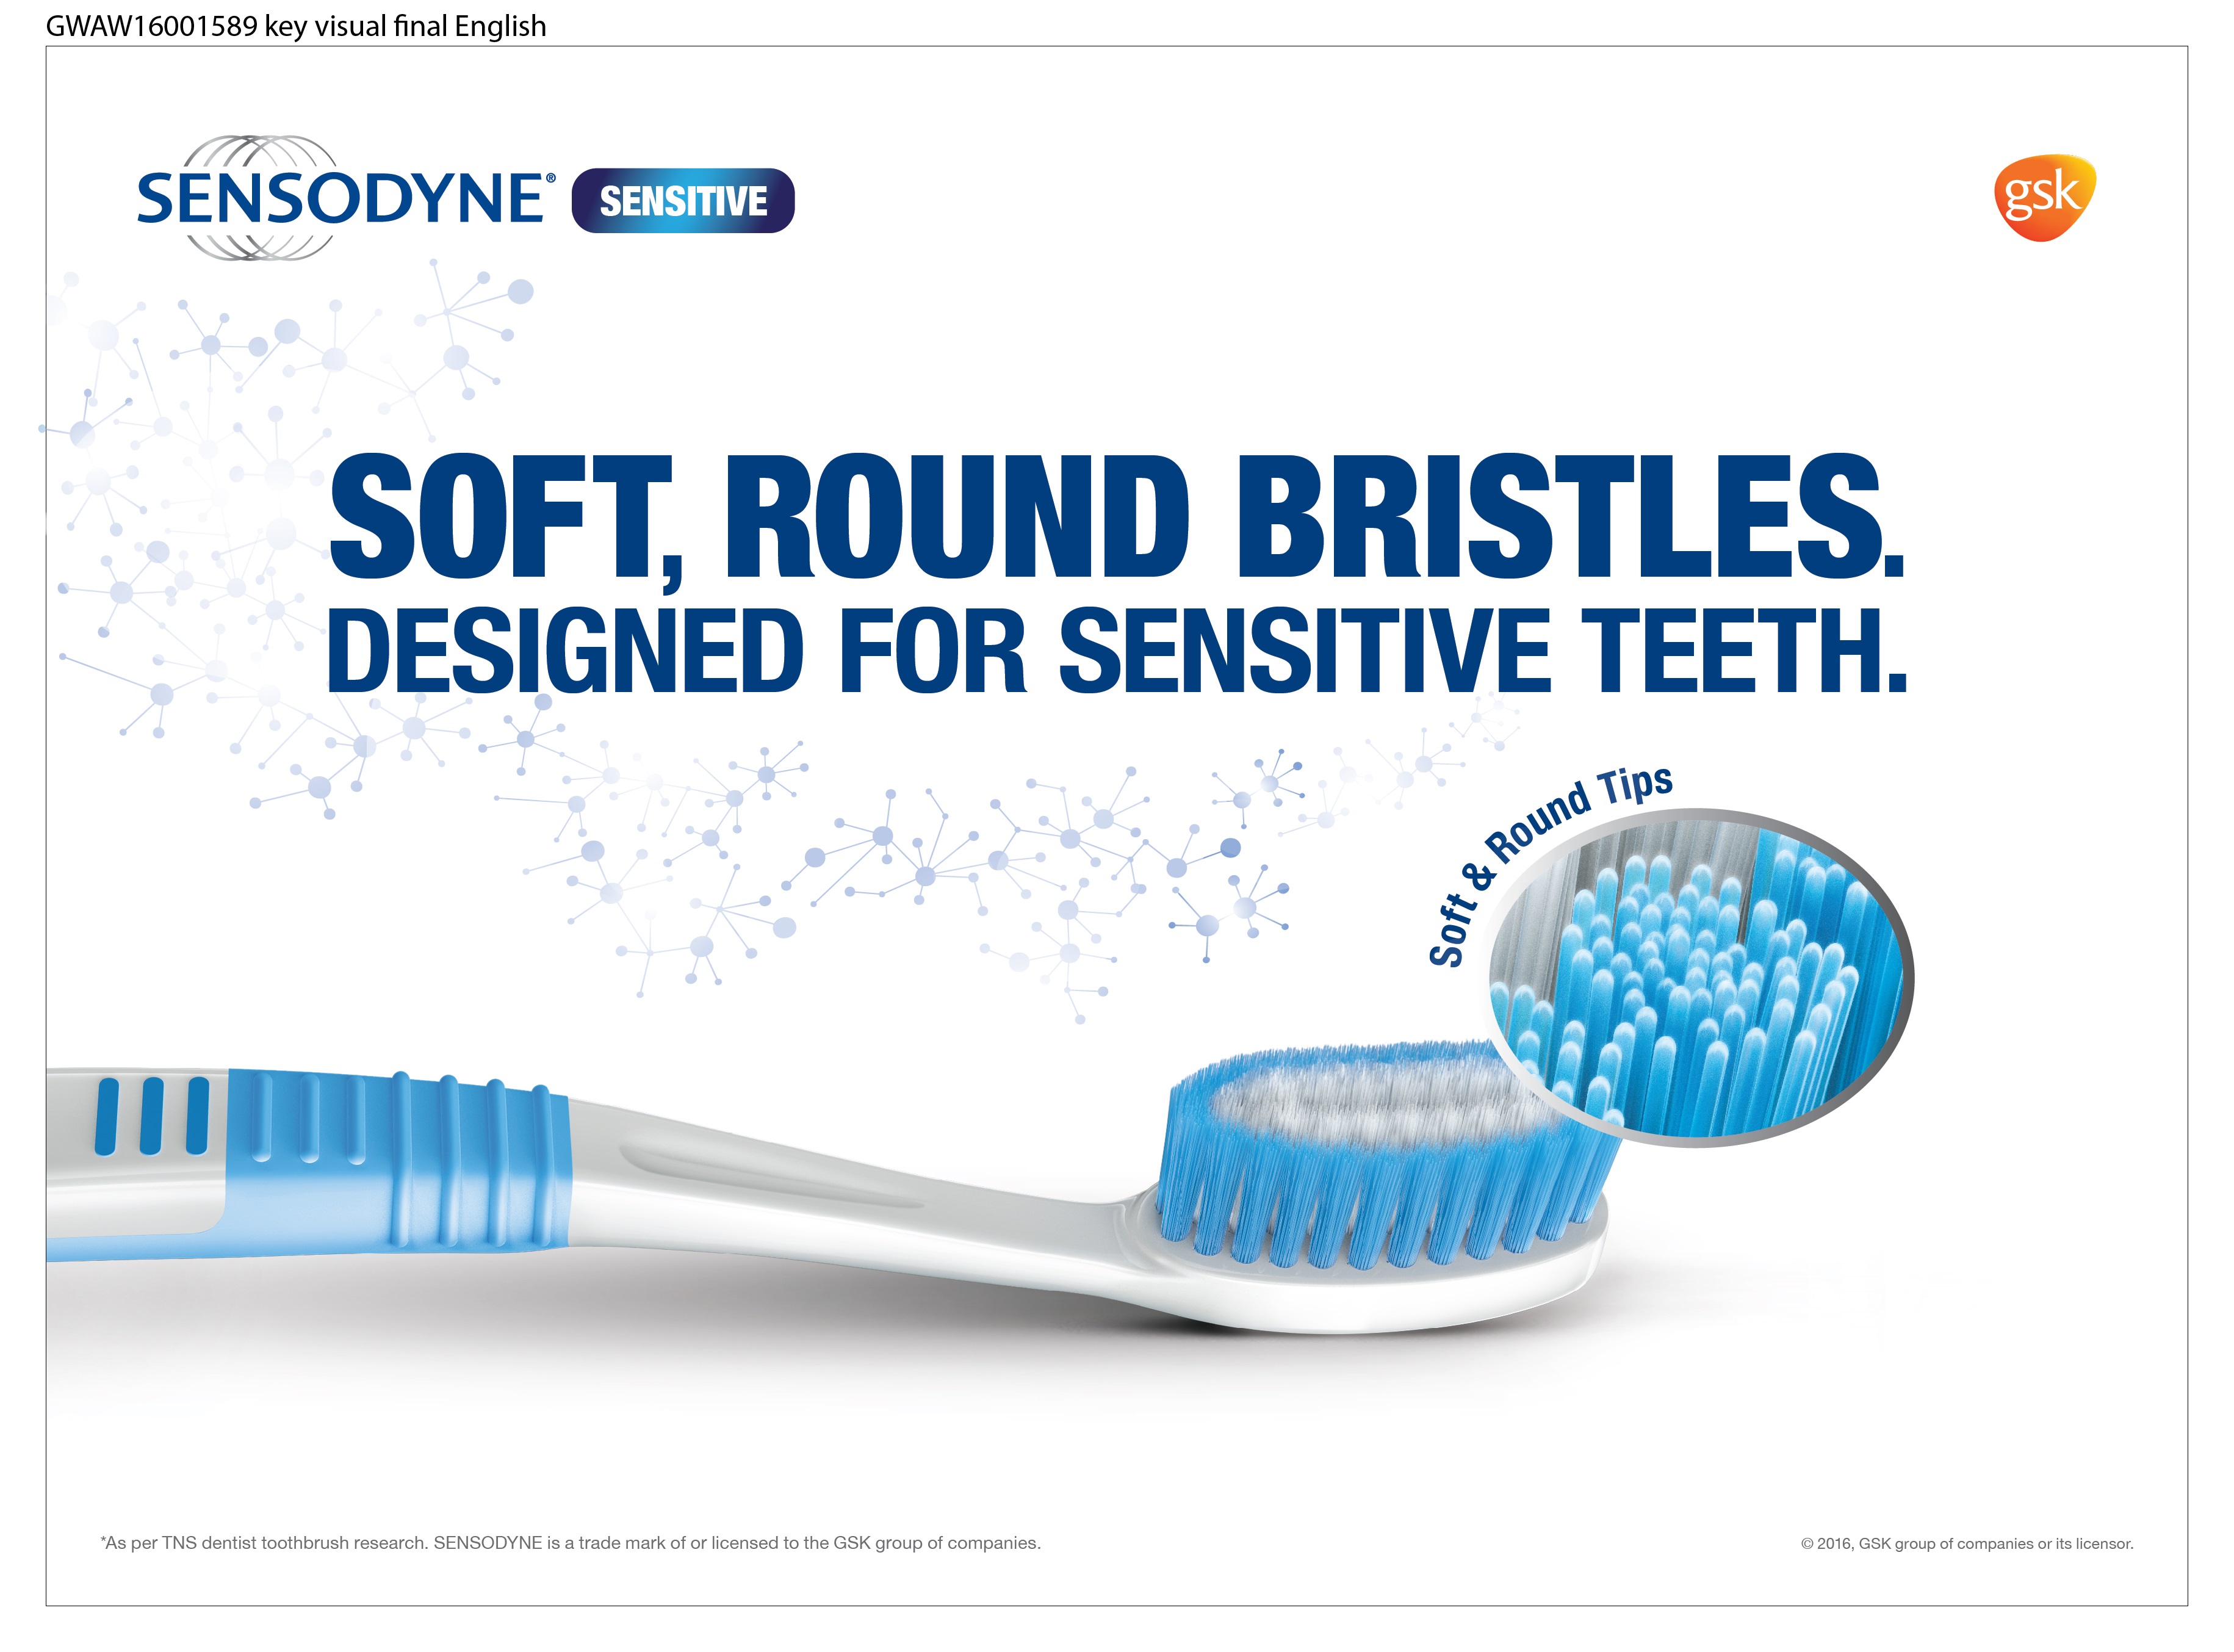 GWAW16001589 key visual final English
SENSODYNE® SENSITIVE
gsk
SOFT, ROUND BRISTLES.
DESIGNED FOR SENSITIVE TEETH.
Soft & Round Tips
*As per TNS dentist toothbrush research. SENSODYNE is a trade mark of or licensed to the GSK group of companies.
© 2016, GSK group of companies or its licensor.